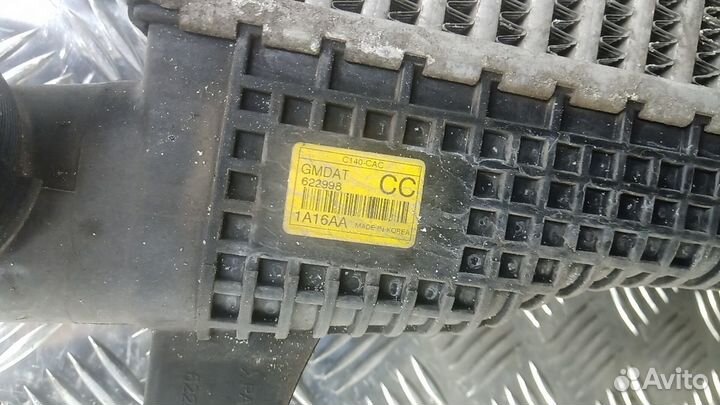 C140-CAC
GMDAT CC
622998
1A16AA MADE IN KOREA
Avito